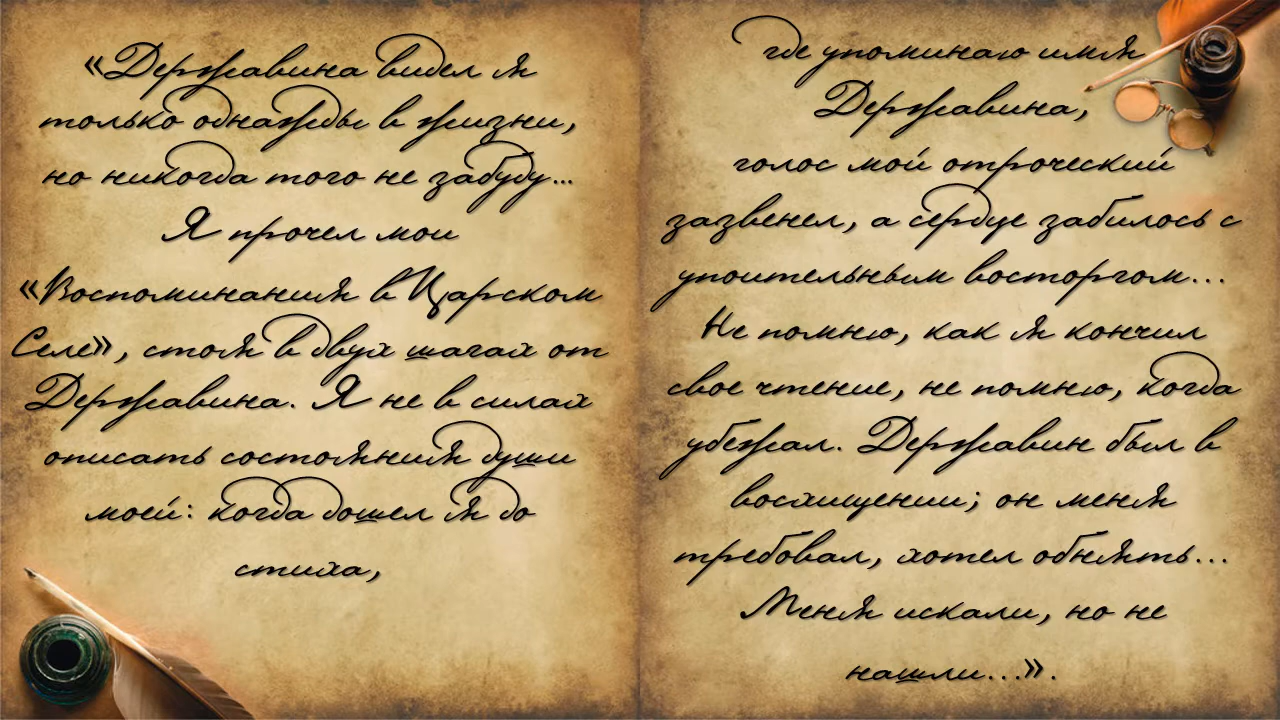 «Державина видел я
только однажды в жизни,
но никогда того не забуду...
Я прочел мои
«Воспоминания в Царском
Селе», стоя в двух шагах от
Державина. Я не в силах
описать состояния души
моей: когда дошел я до
стиха,
где упоминаю имя
Державина,
голос мой отроческий
зазвенел, а сердце забилось с
упоительным восторгом...
Не помню, как я кончил
свое чтение, не помню, когда
убежал. Державин был в
восхищении; он меня
требовал, хотел обнять...
Меня искали, но не
нашли...».